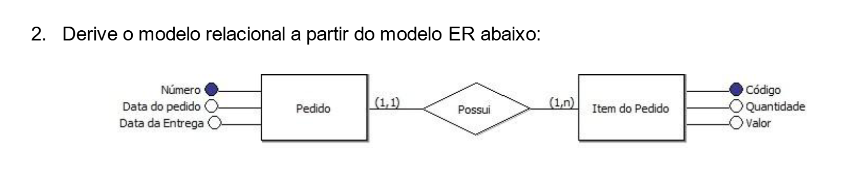 2. Derive o modelo relacional a partir do modelo ER abaixo:
Número
Data do pedido
Data da Entrega
Pedido
(1,1)
Possui
(1,n)
Item do Pedido
Código
Quantidade
Valor